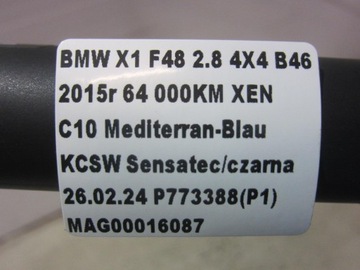 BMW X1 F48 2.8 4X4 B46
2015r 64 000KM XEN
C10 Mediterran-Blau
KCSW Sensatec/czarna
26.02.24 P773388(P1)
MAG00016087